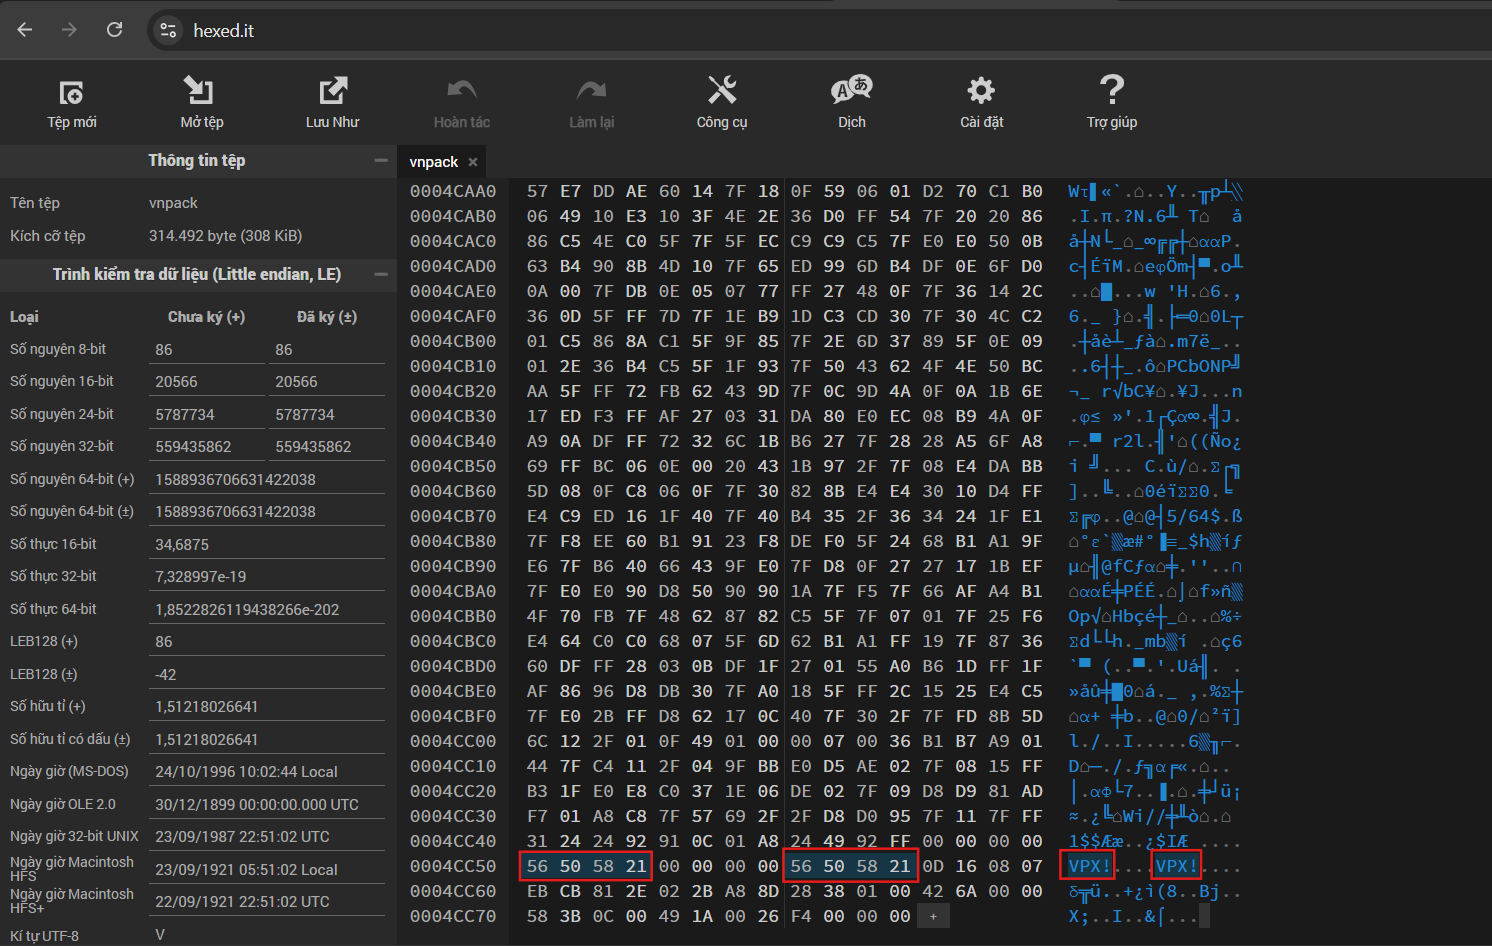 hexed.it
Tệp mới
Mở tệp
Lưu Như
Hoàn tác
Làm lại
Công cụ
Dịch
Cài đặt
Trợ giúp
Thông tin tệp
Tên tệp vnpack
Kích cỡ tệp 314.492 byte (308 KiB)
Trình kiểm tra dữ liệu (Little endian, LE)
Loại Chưa ký (+) Đã ký (±)
Số nguyên 8-bit 86 86
Số nguyên 16-bit 20566 20566
Số nguyên 24-bit 5787734 5787734
Số nguyên 32-bit 559435862 559435862
Số nguyên 64-bit (+) 1588936706631422038
Số nguyên 64-bit (±) 1588936706631422038
Số thực 16-bit 34,6875
Số thực 32-bit 7,328997e-19
Số thực 64-bit 1,8522826119438266e-202
LEB128 (+) 86
LEB128 (±) -42
Số hữu tỉ (+) 1,51218026641
Số hữu tỉ có dấu (±) 1,51218026641
Ngày giờ (MS-DOS) 24/10/1996 10:02:44 Local
Ngày giờ OLE 2.0 30/12/1899 00:00:00.000 UTC
Ngày giờ 32-bit UNIX 23/09/1987 22:51:02 UTC
Ngày giờ Macintosh HFS 23/09/1921 05:51:02 Local
Ngày giờ Macintosh HFS+ 22/09/1921 22:51:02 UTC
Kí tự UTF-8 V
vnpack
0004CAA0 57 E7 DD AE 60 14 7F 18 0F 59 06 01 D2 70 C1 B0
0004CAB0 06 49 10 E3 10 3F 4E 2E 36 D0 FF 54 7F 20 20 86
0004CAC0 86 C5 4E C0 5F 7F 5F EC C9 C9 C5 7F E0 E0 50 0B
0004CAD0 63 B4 90 8B 4D 10 7F 65 ED 99 6D B4 DF 0E 6F D0
0004CAE0 0A 00 7F DB 0E 05 07 77 FF 27 48 0F 7F 36 14 2C
0004CAF0 36 0D 5F FF 7D 7F 1E B9 1D C3 CD 30 7F 30 4C C2
0004CB00 01 C5 86 8A C1 5F 9F 85 7F 2E 6D 37 89 5F 0E 09
0004CB10 01 2E 36 B4 C5 5F 1F 93 7F 50 43 62 4F 4E 50 BC
0004CB20 AA 5F FF 72 FB 62 43 9D 7F 0C 9D 4A 0F 0A 1B 6E
0004CB30 17 ED F3 FF AF 27 03 31 DA 80 E0 EC 08 B9 4A 0F
0004CB40 A9 0A DF FF 72 32 6C 1B B6 27 7F 28 28 A5 6F A8
0004CB50 69 FF BC 06 0E 00 20 43 1B 97 2F 7F 08 E4 DA BB
0004CB60 5D 08 0F C8 06 0F 7F 30 82 8B E4 E4 30 10 D4 FF
0004CB70 E4 C9 ED 16 1F 40 7F 40 B4 35 2F 36 34 24 1F E1
0004CB80 7F F8 EE 60 B1 91 23 F8 DE F0 5F 24 68 B1 A1 9F
0004CB90 E6 7F B6 40 66 43 9F E0 7F D8 0F 27 27 17 1B EF
0004CBA0 7F E0 E0 90 D8 50 90 90 1A 7F F5 7F 66 AF A4 B1
0004CBB0 4F 70 FB 7F 48 62 87 82 C5 5F 7F 07 01 7F 25 F6
0004CBC0 E4 64 C0 C0 68 07 5F 6D 62 B1 A1 FF 19 7F 87 36
0004CBD0 60 DF FF 28 03 0B DF 1F 27 01 55 A0 B6 1D FF 1F
0004CBE0 AF 86 96 D8 DB 30 7F A0 18 5F FF 2C 15 25 E4 C5
0004CBF0 7F E0 2B FF D8 62 17 0C 40 7F 30 2F 7F FD 8B 5D
0004CC00 6C 12 2F 01 0F 49 01 00 00 07 00 36 B1 B7 A9 01
0004CC10 44 7F C4 11 2F 04 9F BB E0 D5 AE 02 7F 08 15 FF
0004CC20 B3 1F E0 E8 C0 37 1E 06 DE 02 7F 09 D8 D9 81 AD
0004CC30 F7 01 A8 C8 7F 57 69 2F 2F D8 D0 95 7F 11 7F FF
0004CC40 31 24 24 92 91 0C 01 A8 24 49 92 FF 00 00 00 00
0004CC50 56 50 58 21 00 00 00 00 56 50 58 21 0D 16 08 07 VPX!....VPX!....
0004CC60 EB CB 81 2E 02 2B A8 8D 28 38 01 00 42 6A 00 00 δ╦ü..+¿ì(8..Bj..
0004CC70 58 3B 0C 00 49 1A 00 26 F4 00 00 00 + X;..I..&⌠...